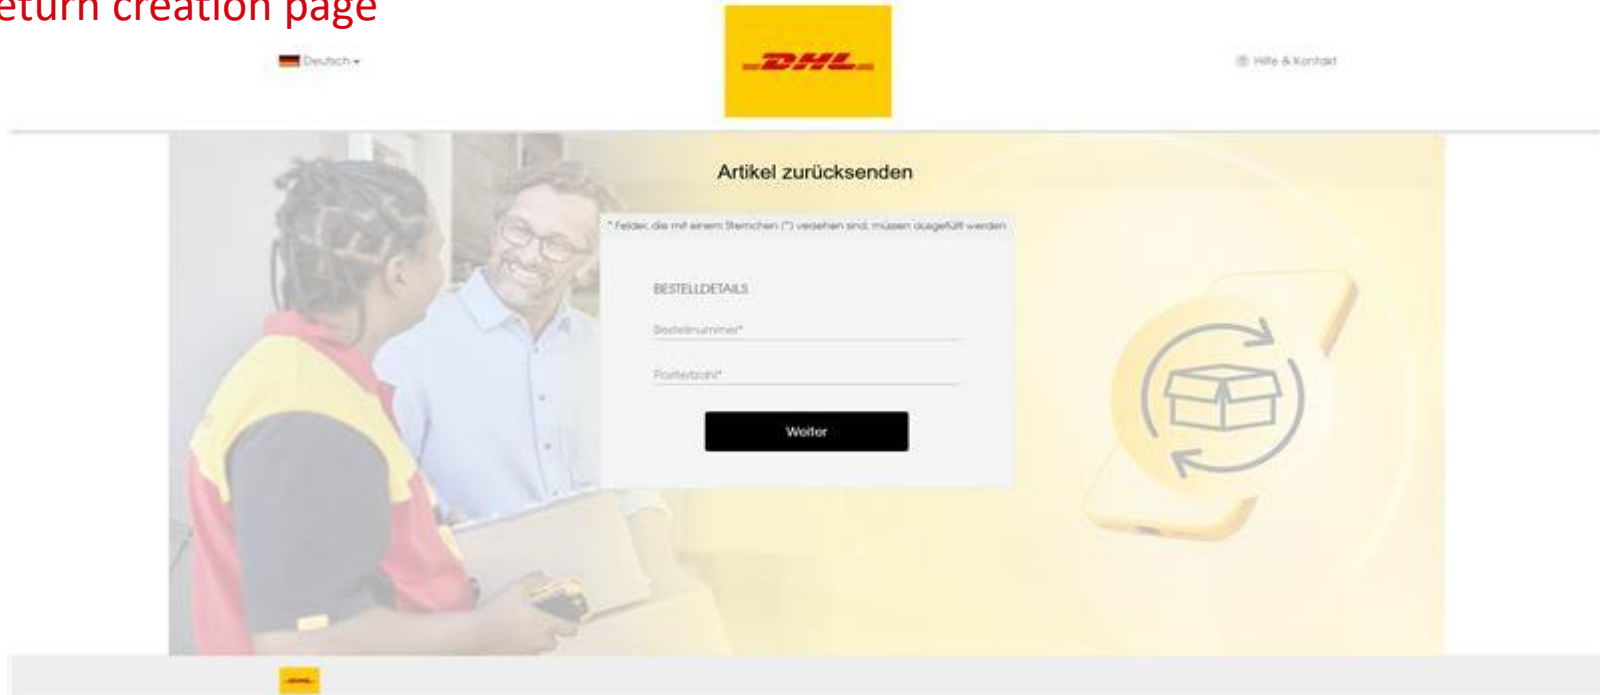 eturn creation page
Deutsch
DHL
Hilfe & Kontakt
Artikel zurücksenden
* Felder, die mit einem Sternchen (*) versehen sind, müssen ausgefüllt werden
BESTELLDETAILS
Bestellnummer*
Postleitzahl*
Weiter
DHL